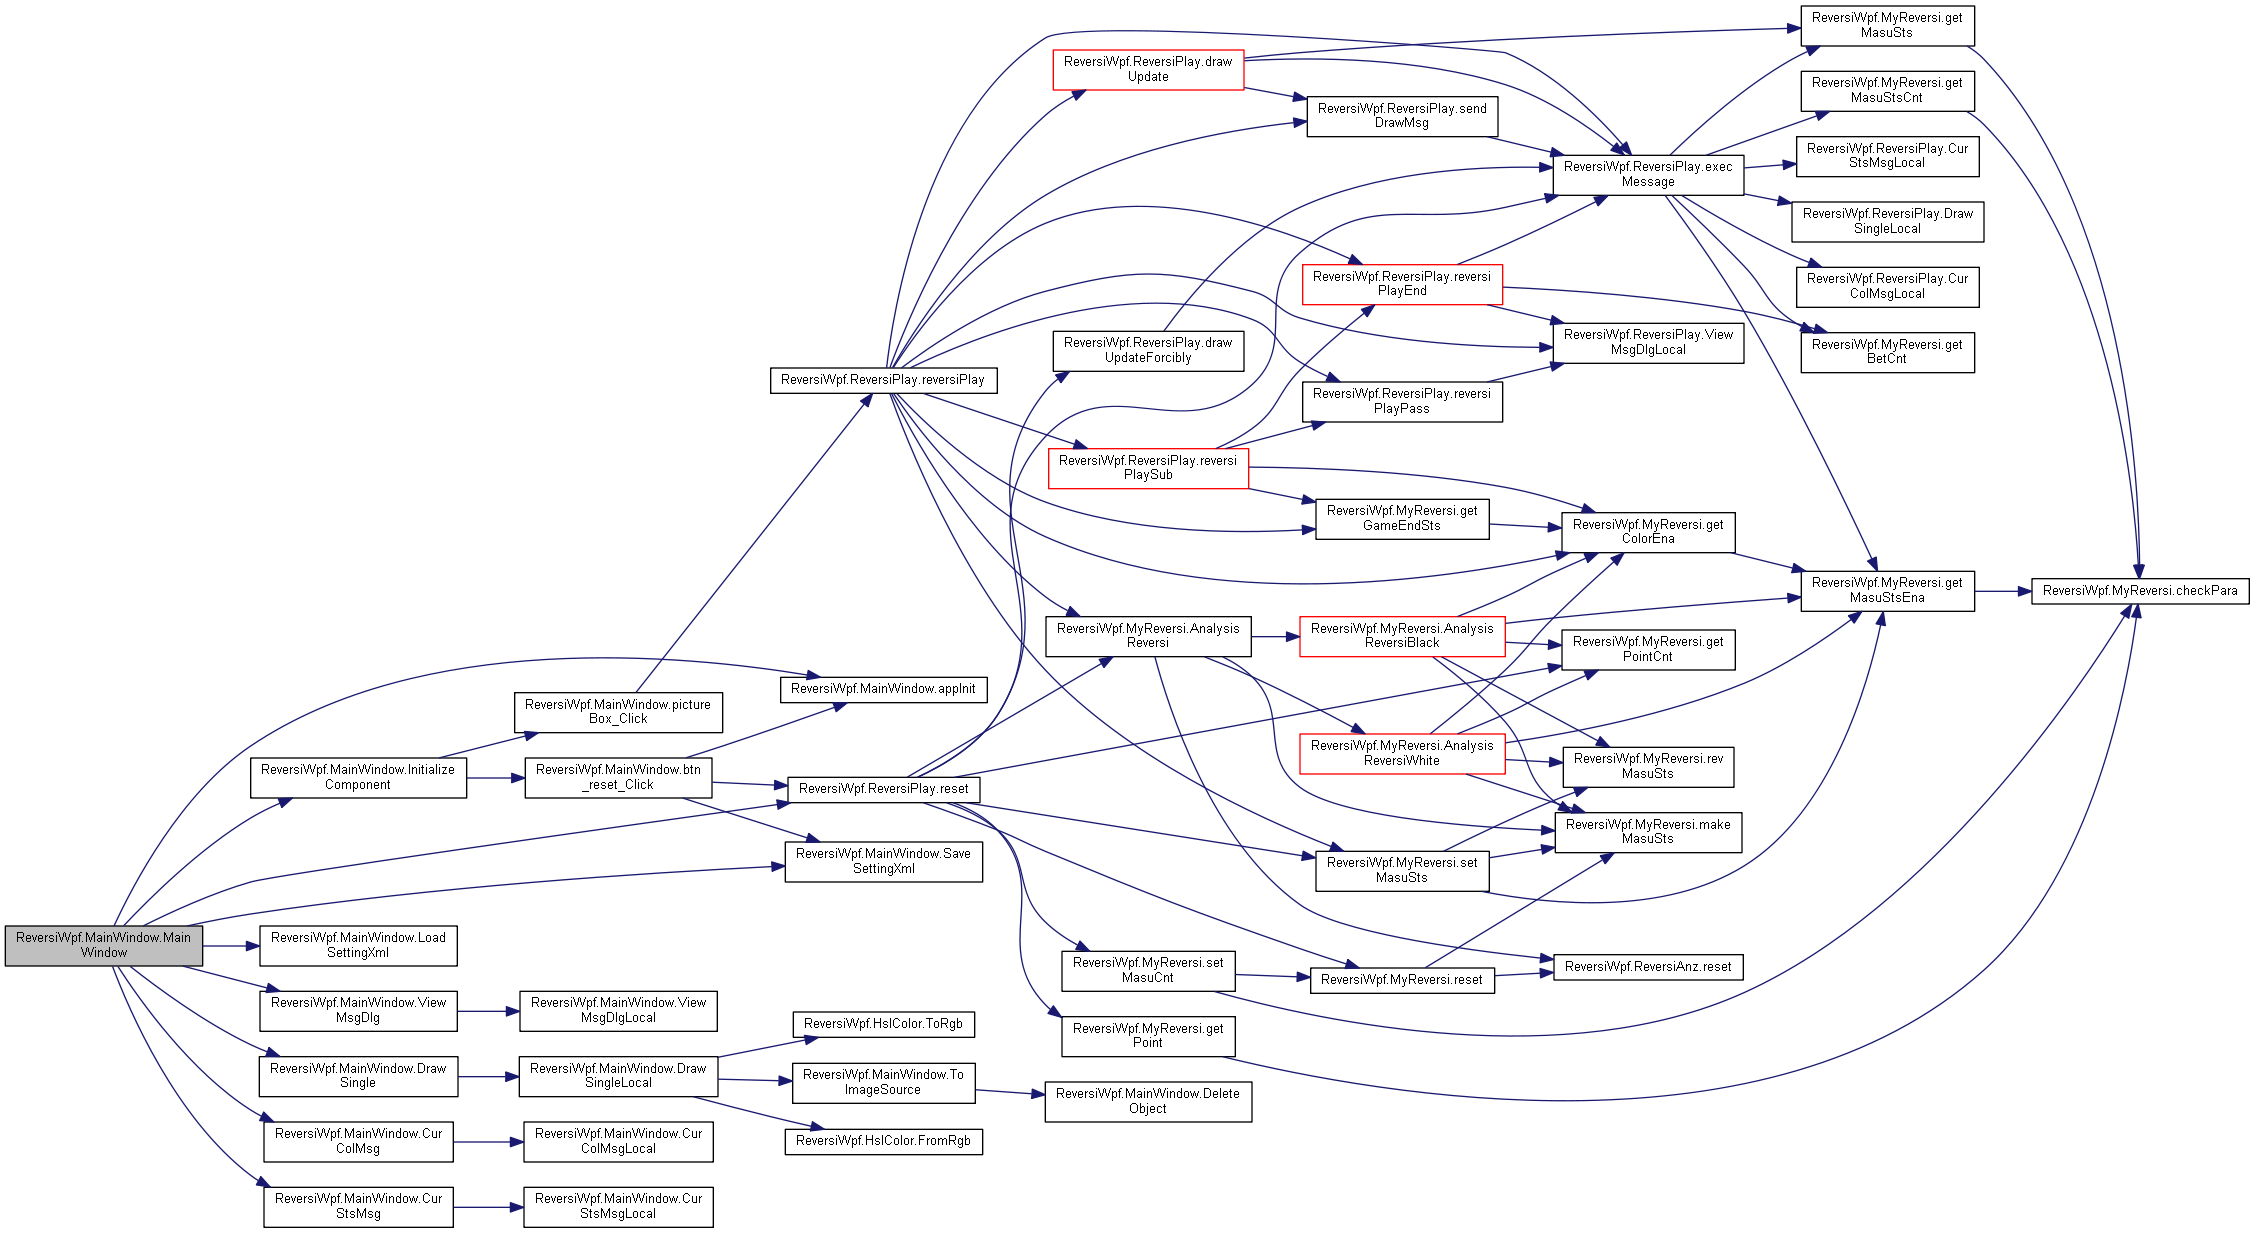 ReversiWpf.MainWindow.Main
Window
ReversiWpf.MainWindow.Initialize
Component
ReversiWpf.MainWindow.Load
SettingXml
ReversiWpf.MainWindow.View
MsgDlg
ReversiWpf.MainWindow.Draw
Single
ReversiWpf.MainWindow.Cur
ColMsg
ReversiWpf.MainWindow.Cur
StsMsg
ReversiWpf.MainWindow.picture
Box_Click
ReversiWpf.MainWindow.btn
_reset_Click
ReversiWpf.MainWindow.View
MsgDlgLocal
ReversiWpf.MainWindow.Draw
SingleLocal
ReversiWpf.MainWindow.Cur
ColMsgLocal
ReversiWpf.MainWindow.Cur
StsMsgLocal
ReversiWpf.ReversiPlay.reversiPlay
ReversiWpf.MainWindow.appInit
ReversiWpf.ReversiPlay.reset
ReversiWpf.MainWindow.Save
SettingXml
ReversiWpf.HslColor.ToRgb
ReversiWpf.MainWindow.To
ImageSource
ReversiWpf.HslColor.FromRgb
ReversiWpf.ReversiPlay.draw
Update
ReversiWpf.ReversiPlay.draw
UpdateForcibly
ReversiWpf.ReversiPlay.reversi
PlaySub
ReversiWpf.MyReversi.Analysis
Reversi
ReversiWpf.MyReversi.set
MasuCnt
ReversiWpf.MyReversi.get
Point
ReversiWpf.MainWindow.Delete
Object
ReversiWpf.ReversiPlay.send
DrawMsg
ReversiWpf.ReversiPlay.reversi
PlayEnd
ReversiWpf.ReversiPlay.reversi
PlayPass
ReversiWpf.MyReversi.get
GameEndSts
ReversiWpf.MyReversi.Analysis
ReversiBlack
ReversiWpf.MyReversi.Analysis
ReversiWhite
ReversiWpf.MyReversi.set
MasuSts
ReversiWpf.MyReversi.reset
ReversiWpf.ReversiPlay.exec
Message
ReversiWpf.ReversiPlay.View
MsgDlgLocal
ReversiWpf.MyReversi.get
ColorEna
ReversiWpf.MyReversi.get
PointCnt
ReversiWpf.MyReversi.rev
MasuSts
ReversiWpf.MyReversi.make
MasuSts
ReversiWpf.ReversiAnz.reset
ReversiWpf.MyReversi.get
MasuSts
ReversiWpf.MyReversi.get
MasuStsCnt
ReversiWpf.ReversiPlay.Cur
StsMsgLocal
ReversiWpf.ReversiPlay.Draw
SingleLocal
ReversiWpf.ReversiPlay.Cur
ColMsgLocal
ReversiWpf.MyReversi.get
BetCnt
ReversiWpf.MyReversi.get
MasuStsEna
ReversiWpf.MyReversi.checkPara